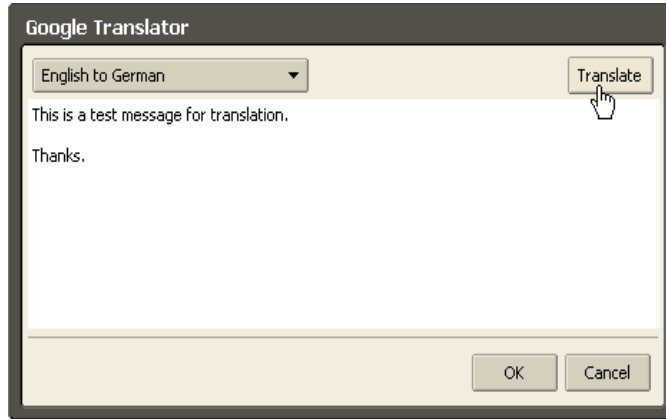 Google Translator
English to German
Translate
This is a test message for translation.
Thanks.
OK
Cancel